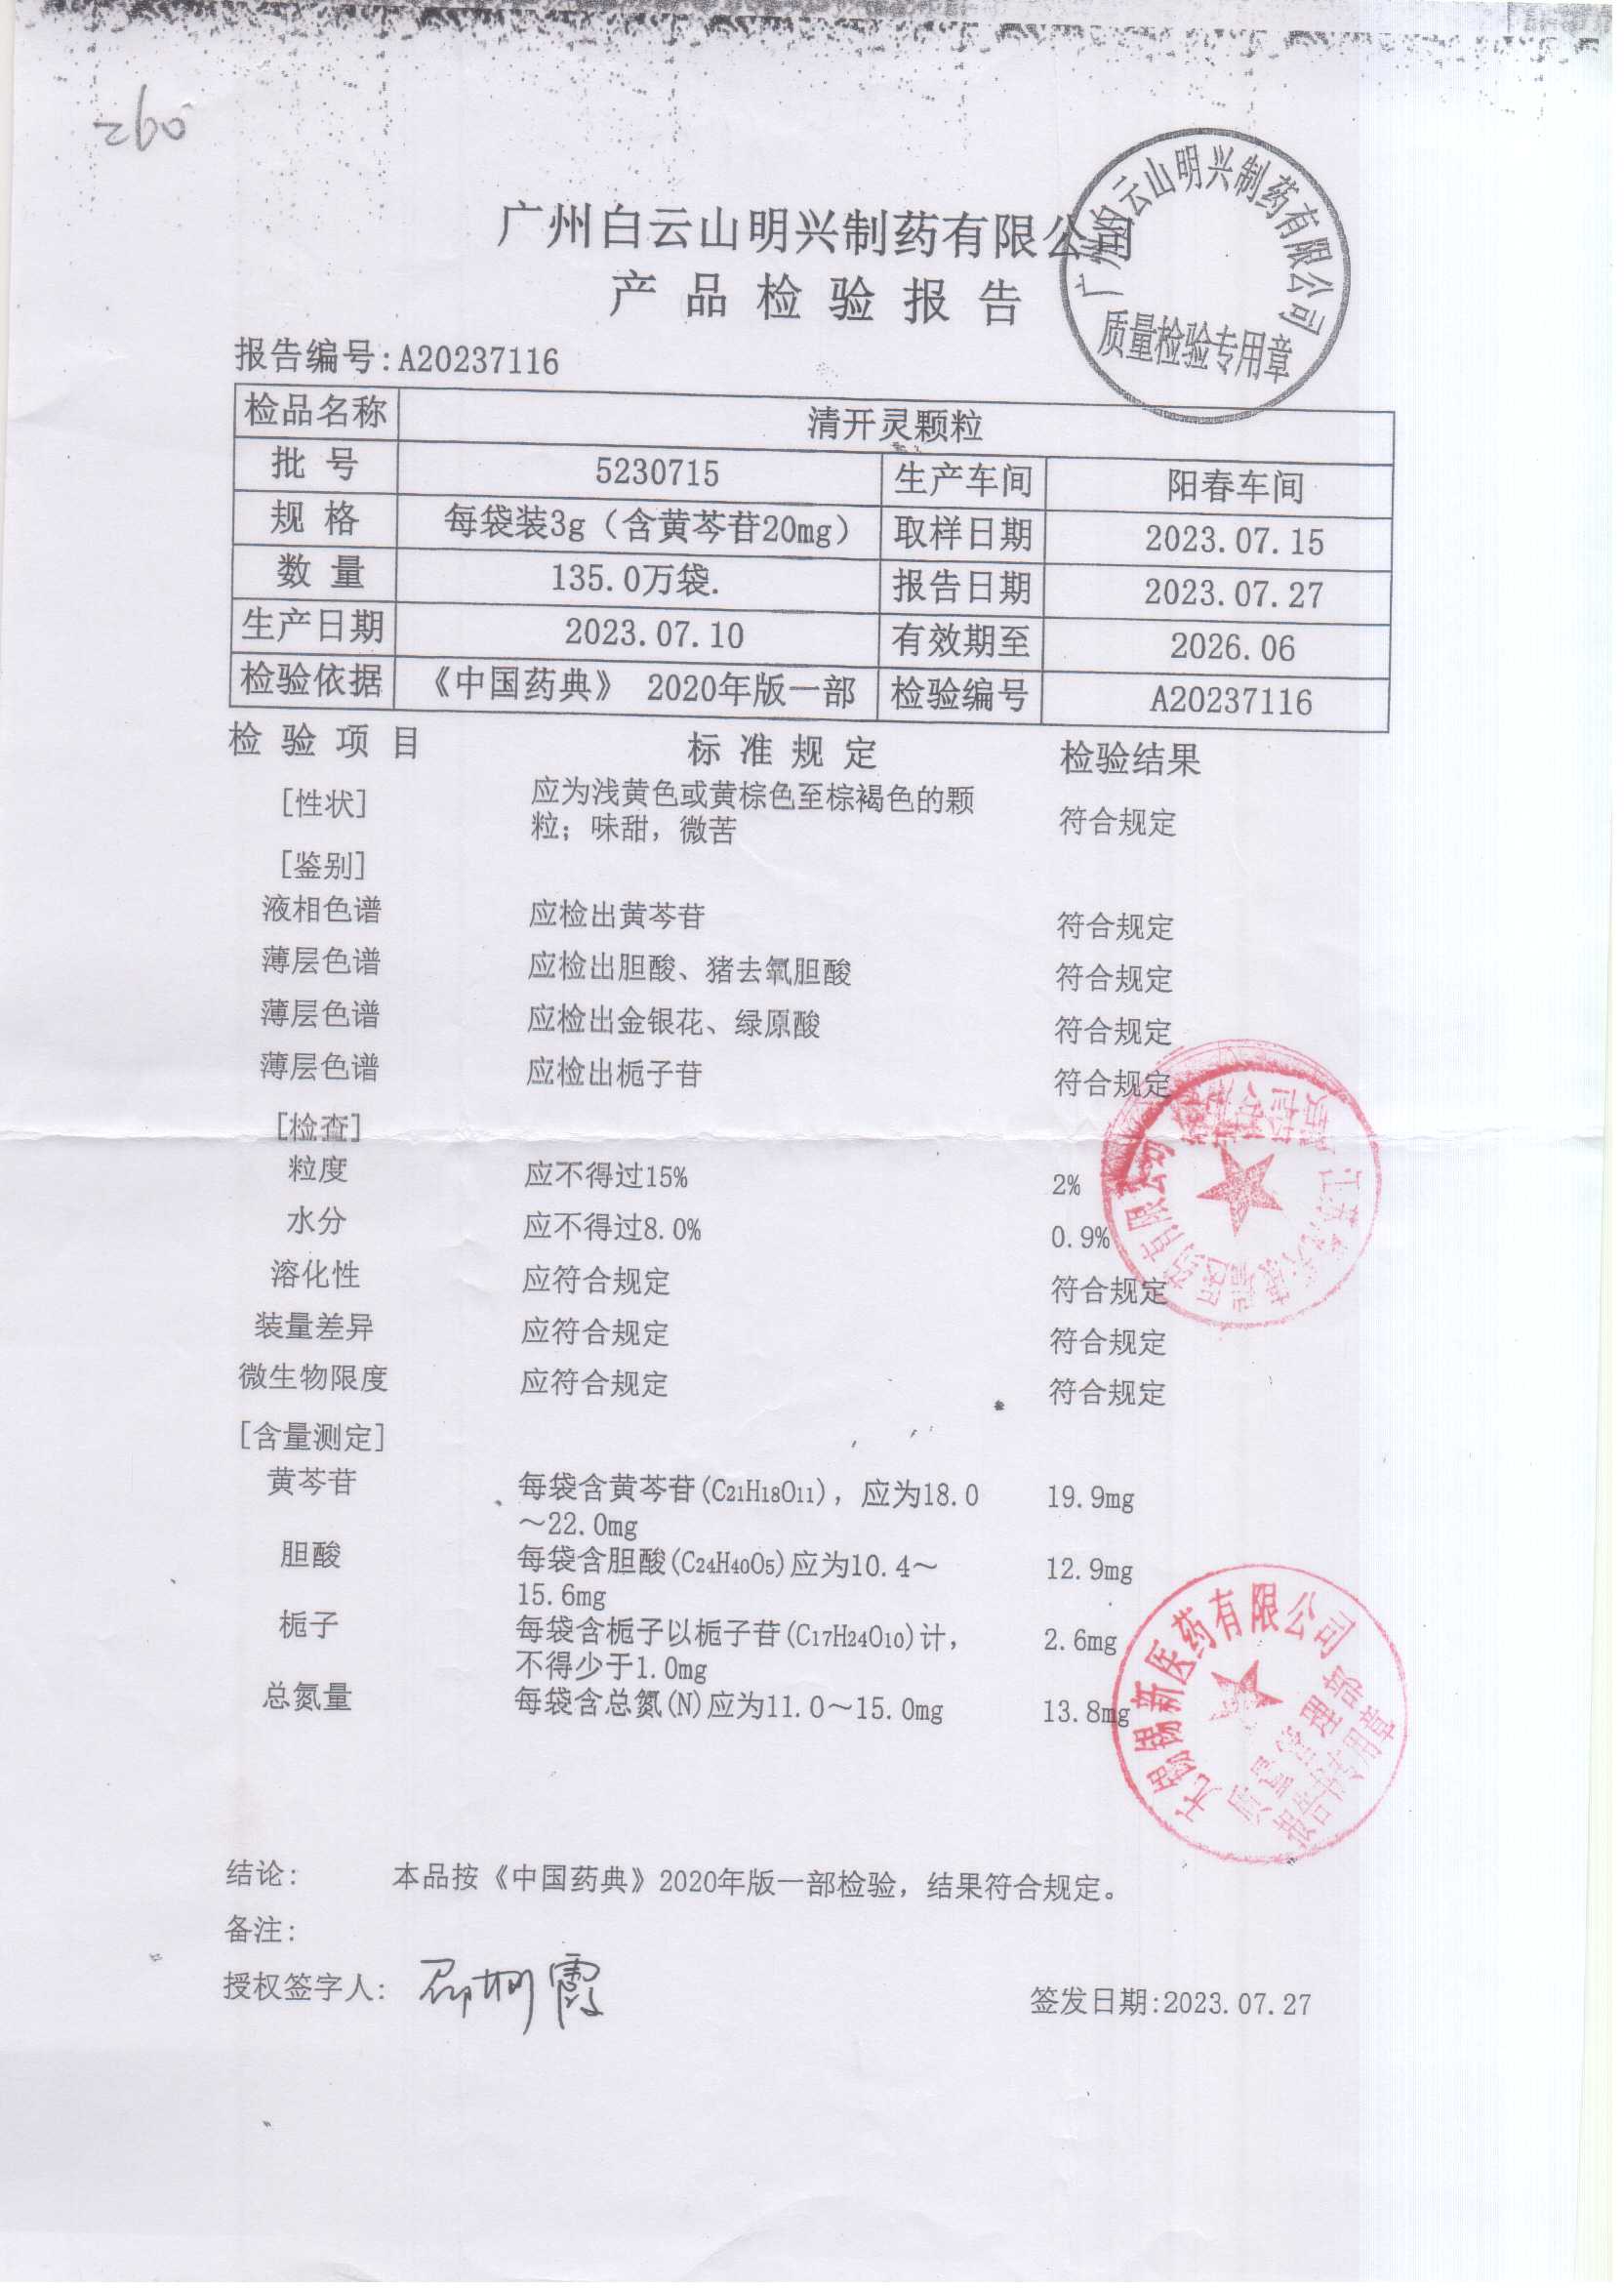 260
广州白云山明兴制药有限公司
产品检验报告
广州白云山明兴制药有限公司
质量检验专用章
报告编号:A20237116
检品名称 清开灵颗粒
批号 5230715 生产车间 阳春车间
规格 每袋装3g（含黄芩苷20mg） 取样日期 2023.07.15
数量 135.0万袋. 报告日期 2023.07.27
生产日期 2023.07.10 有效期至 2026.06
检验依据 《中国药典》 2020年版一部 检验编号 A20237116
检验项目 标准规定 检验结果
[性状] 应为浅黄色或黄棕色至棕褐色的颗
粒；味甜，微苦 符合规定
[鉴别]
液相色谱 应检出黄芩苷 符合规定
薄层色谱 应检出胆酸、猪去氧胆酸 符合规定
薄层色谱 应检出金银花、绿原酸 符合规定
薄层色谱 应检出栀子苷 符合规定
[检查]
粒度 应不得过15% 2%
水分 应不得过8.0% 0.9%
溶化性 应符合规定 符合规定
装量差异 应符合规定 符合规定
微生物限度 应符合规定 符合规定
[含量测定]
黄芩苷 每袋含黄芩苷(C21H18O11)，应为18.0 19.9mg
～22.0mg
胆酸 每袋含胆酸(C24H40O5)应为10.4～ 12.9mg
15.6mg
栀子 每袋含栀子以栀子苷(C17H24O10)计， 2.6mg
不得少于1.0mg
总氮量 每袋含总氮(N)应为11.0～15.0mg 13.8mg
无锡锡新医药有限公司
质量管理部
结论: 本品按《中国药典》2020年版一部检验，结果符合规定。
备注:
授权签字人: 签发日期:2023.07.27